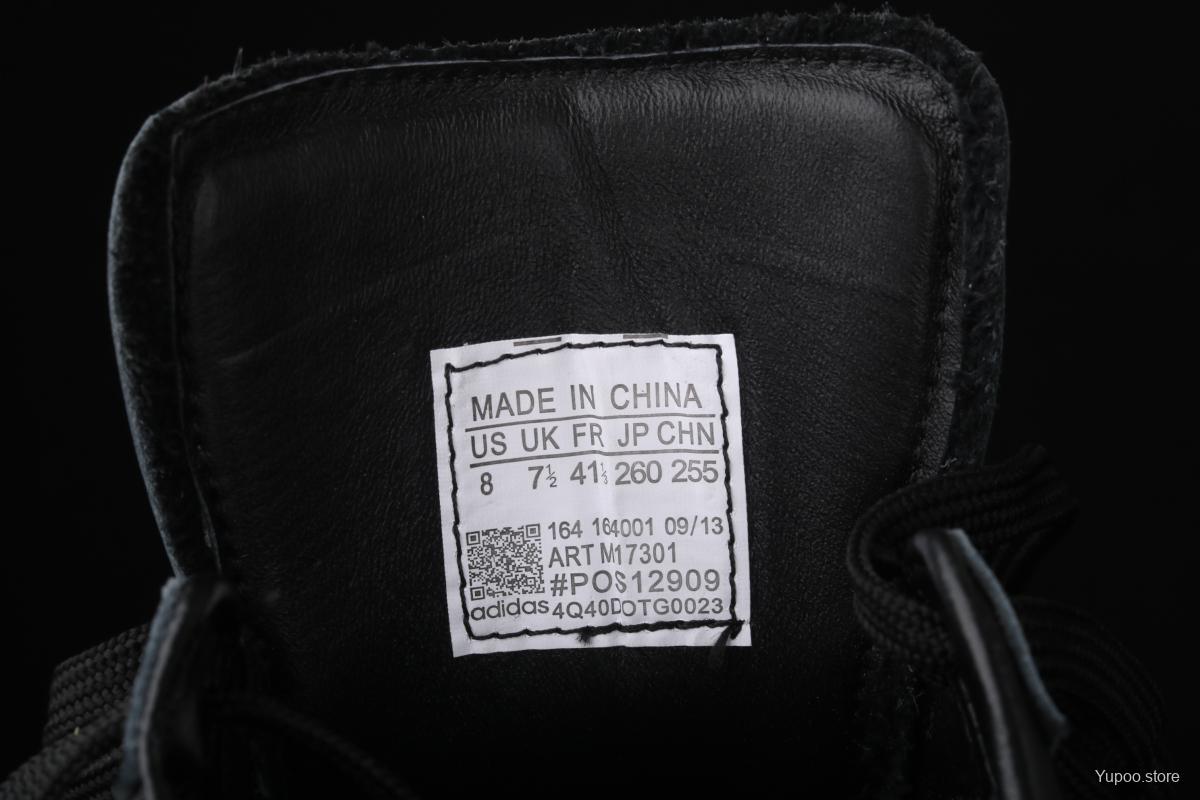 MADE IN CHINA
US UK FR JP CHN
8 7½ 41⅓ 260 255
164 164001 09/13
ART M17301
#POS12909
adidas 4Q40DOTG0023
Yupoo.store